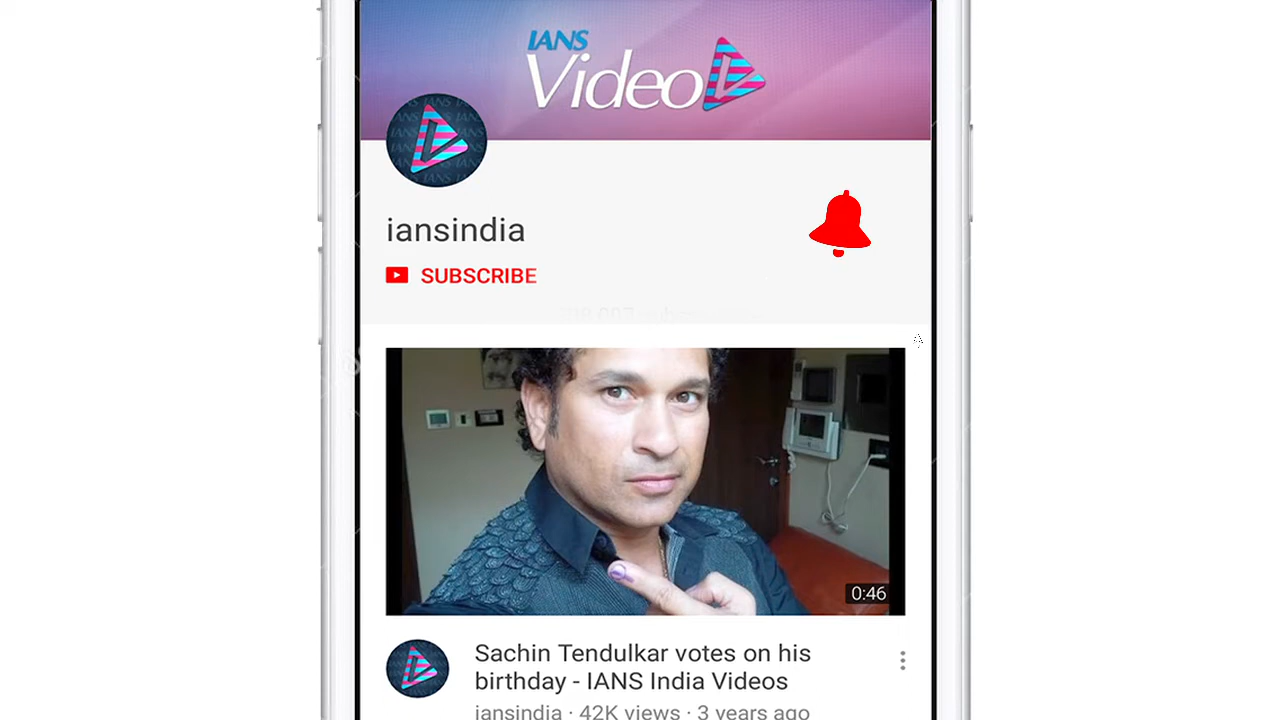 IANS
Video
iansindia
SUBSCRIBE
0:46
Sachin Tendulkar votes on his
birthday - IANS India Videos
iansindia · 42K views · 3 years ago